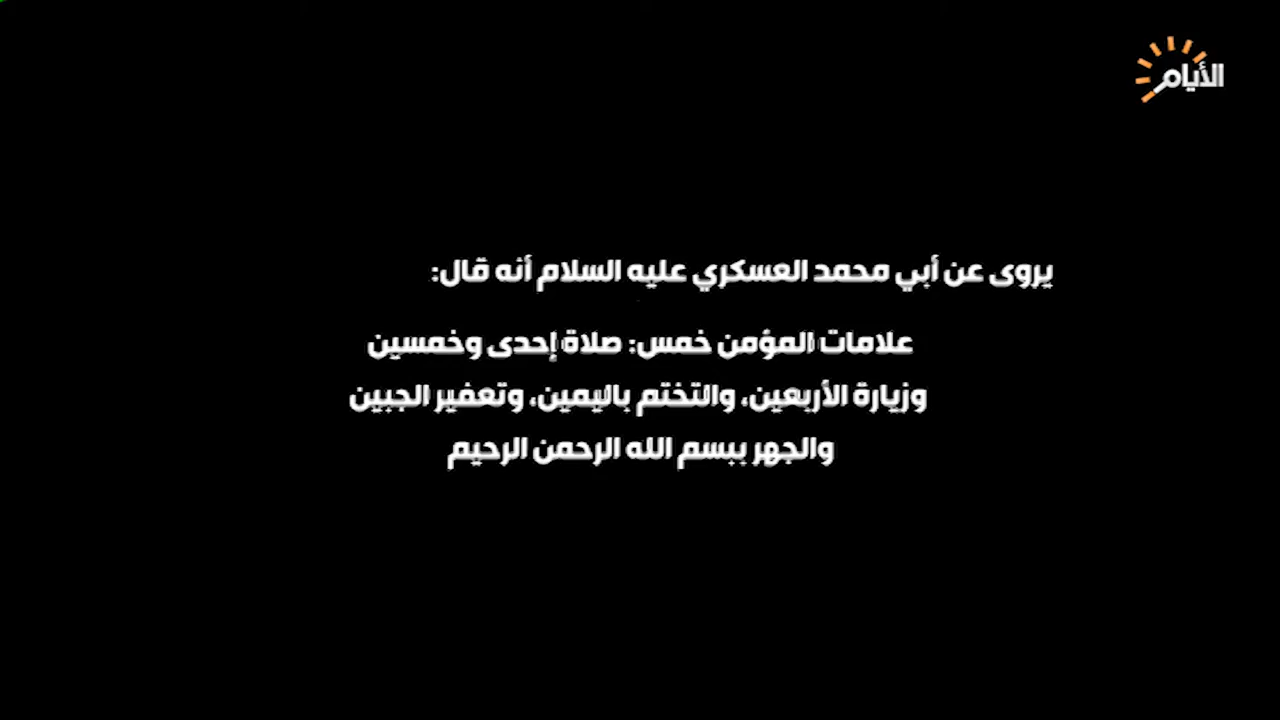 الأيام
يروى عن أبي محمد العسكري عليه السلام أنه قال:
علامات المؤمن خمس: صلاة إحدى وخمسين
وزيارة الأربعين، والتختم باليمين، وتعفير الجبين
والجهر ببسم الله الرحمن الرحيم